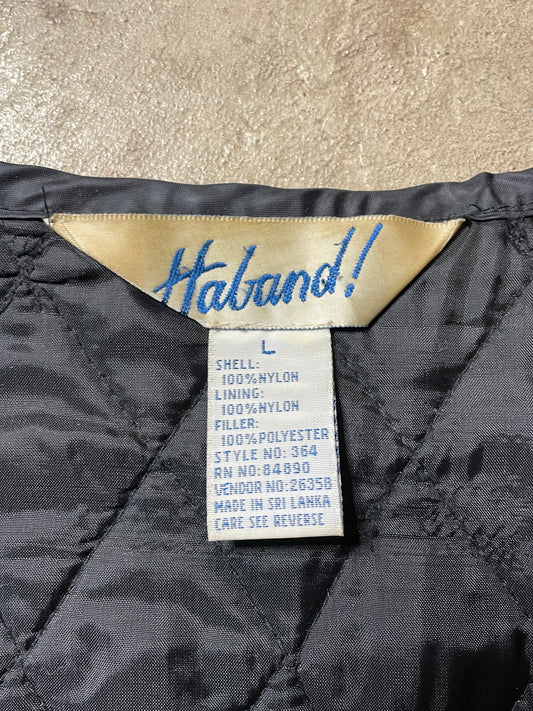 Haband!
L
SHELL:
100%NYLON
LINING:
100%NYLON
FILLER:
100%POLYESTER
STYLE NO: 364
RN NO:84890
VENDOR NO:26358
MADE IN SRI LANKA
CARE SEE REVERSE